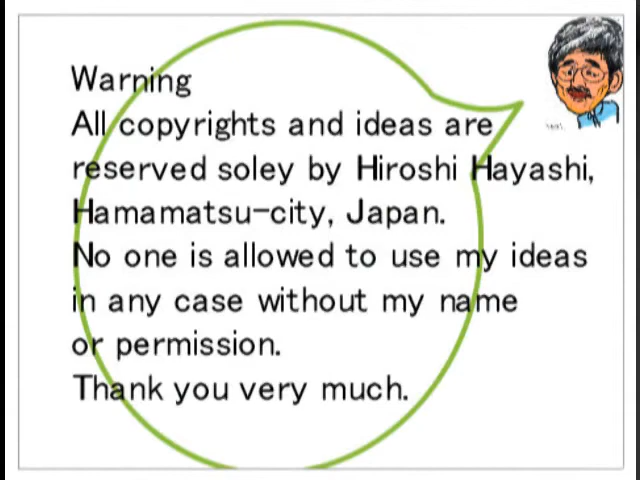 Warning
All copyrights and ideas are
reserved soley by Hiroshi Hayashi,
Hamamatsu-city, Japan.
No one is allowed to use my ideas
in any case without my name
or permission.
Thank you very much.